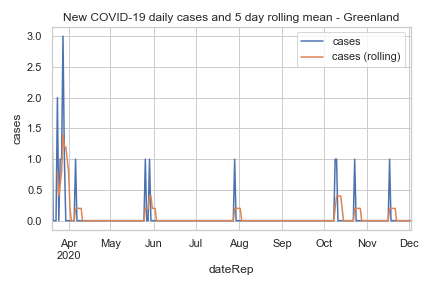 New COVID-19 daily cases and 5 day rolling mean - Greenland
cases
cases (rolling)
3.0
2.5
2.0
1.5
1.0
0.5
0.0
cases
Apr May Jun Jul Aug Sep Oct Nov Dec
2020
dateRep